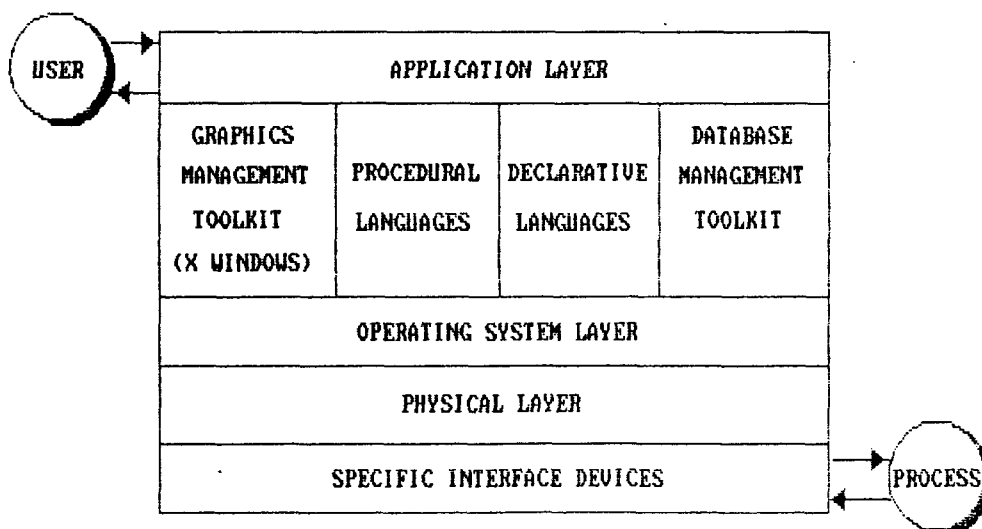 USER
APPLICATION LAYER
GRAPHICS
MANAGEMENT
TOOLKIT
(X WINDOWS)
PROCEDURAL
LANGUAGES
DECLARATIVE
LANGUAGES
DATABASE
MANAGEMENT
TOOLKIT
OPERATING SYSTEM LAYER
PHYSICAL LAYER
SPECIFIC INTERFACE DEVICES
PROCESS